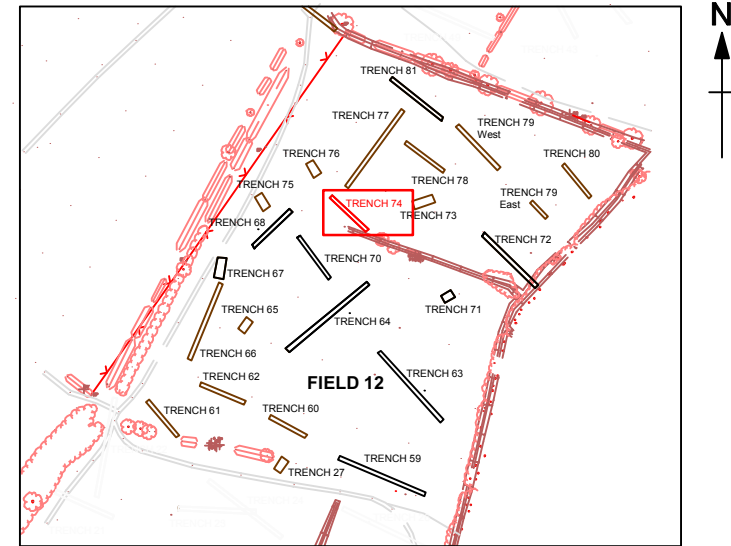 N
TRENCH 81
TRENCH 77
TRENCH 79
West
TRENCH 76
TRENCH 80
TRENCH 78
TRENCH 75
TRENCH 79
East
TRENCH 74
TRENCH 73
TRENCH 68
TRENCH 72
TRENCH 70
TRENCH 67
TRENCH 65
TRENCH 71
TRENCH 64
TRENCH 66
TRENCH 63
FIELD 12
TRENCH 62
TRENCH 61
TRENCH 60
TRENCH 59
TRENCH 27